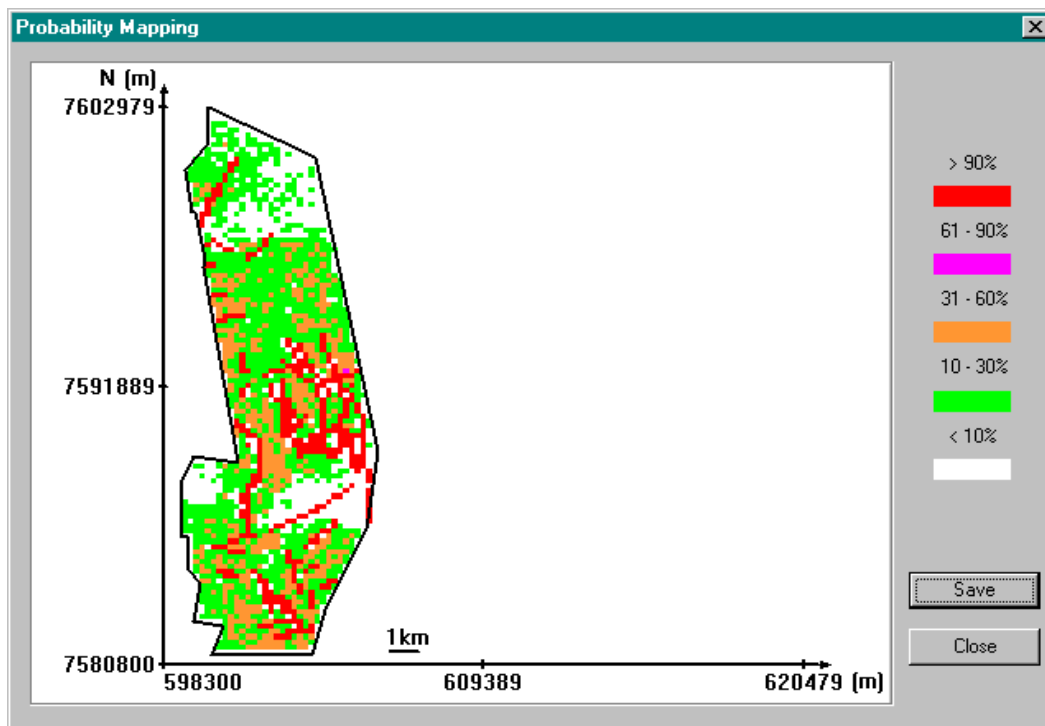 Probability Mapping
N (m)
7602979
7591889
7580800
598300
609389
620479 (m)
1km
> 90%
61 - 90%
31 - 60%
10 - 30%
< 10%
Save
Close